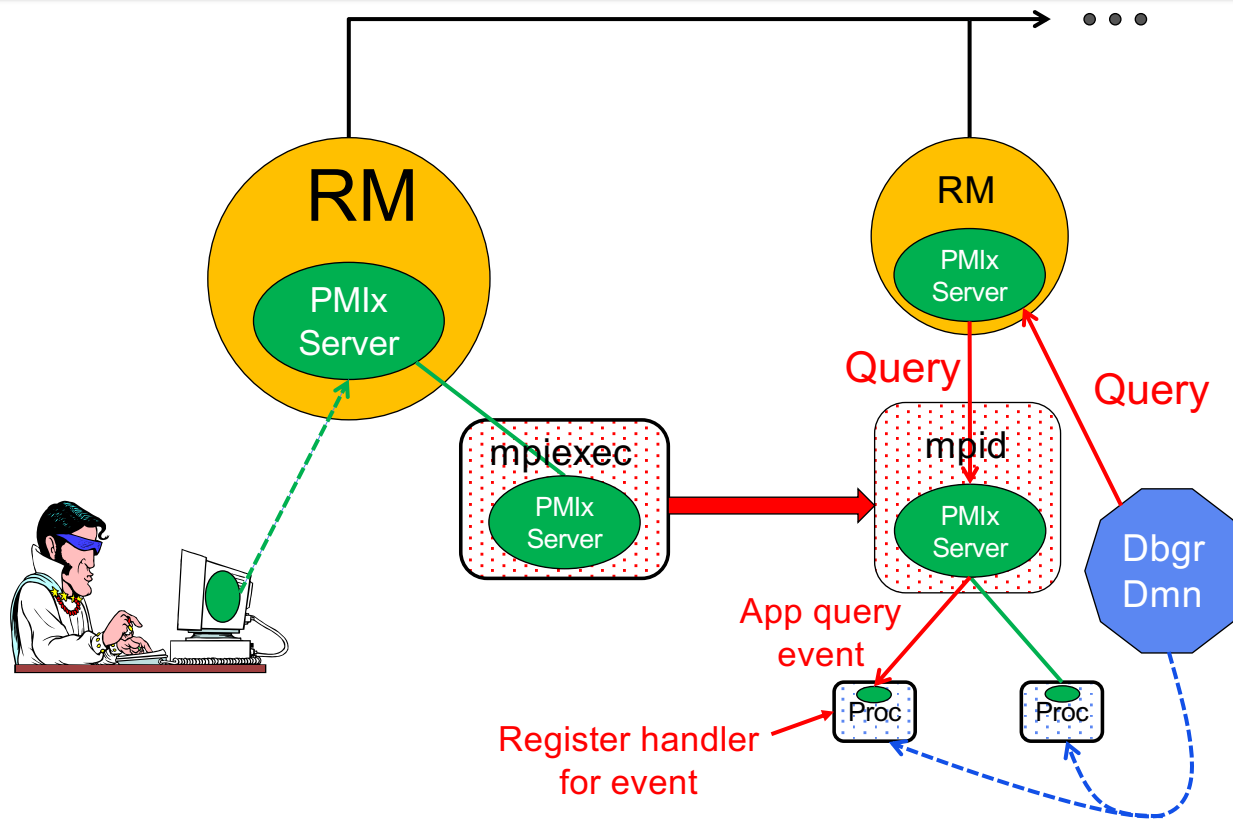 RM
PMIx
Server
RM
PMIx
Server
Query
Query
mpiexec
PMIx
Server
mpid
PMIx
Server
Dbgr
Dmn
App query
event
Proc
Proc
Register handler
for event